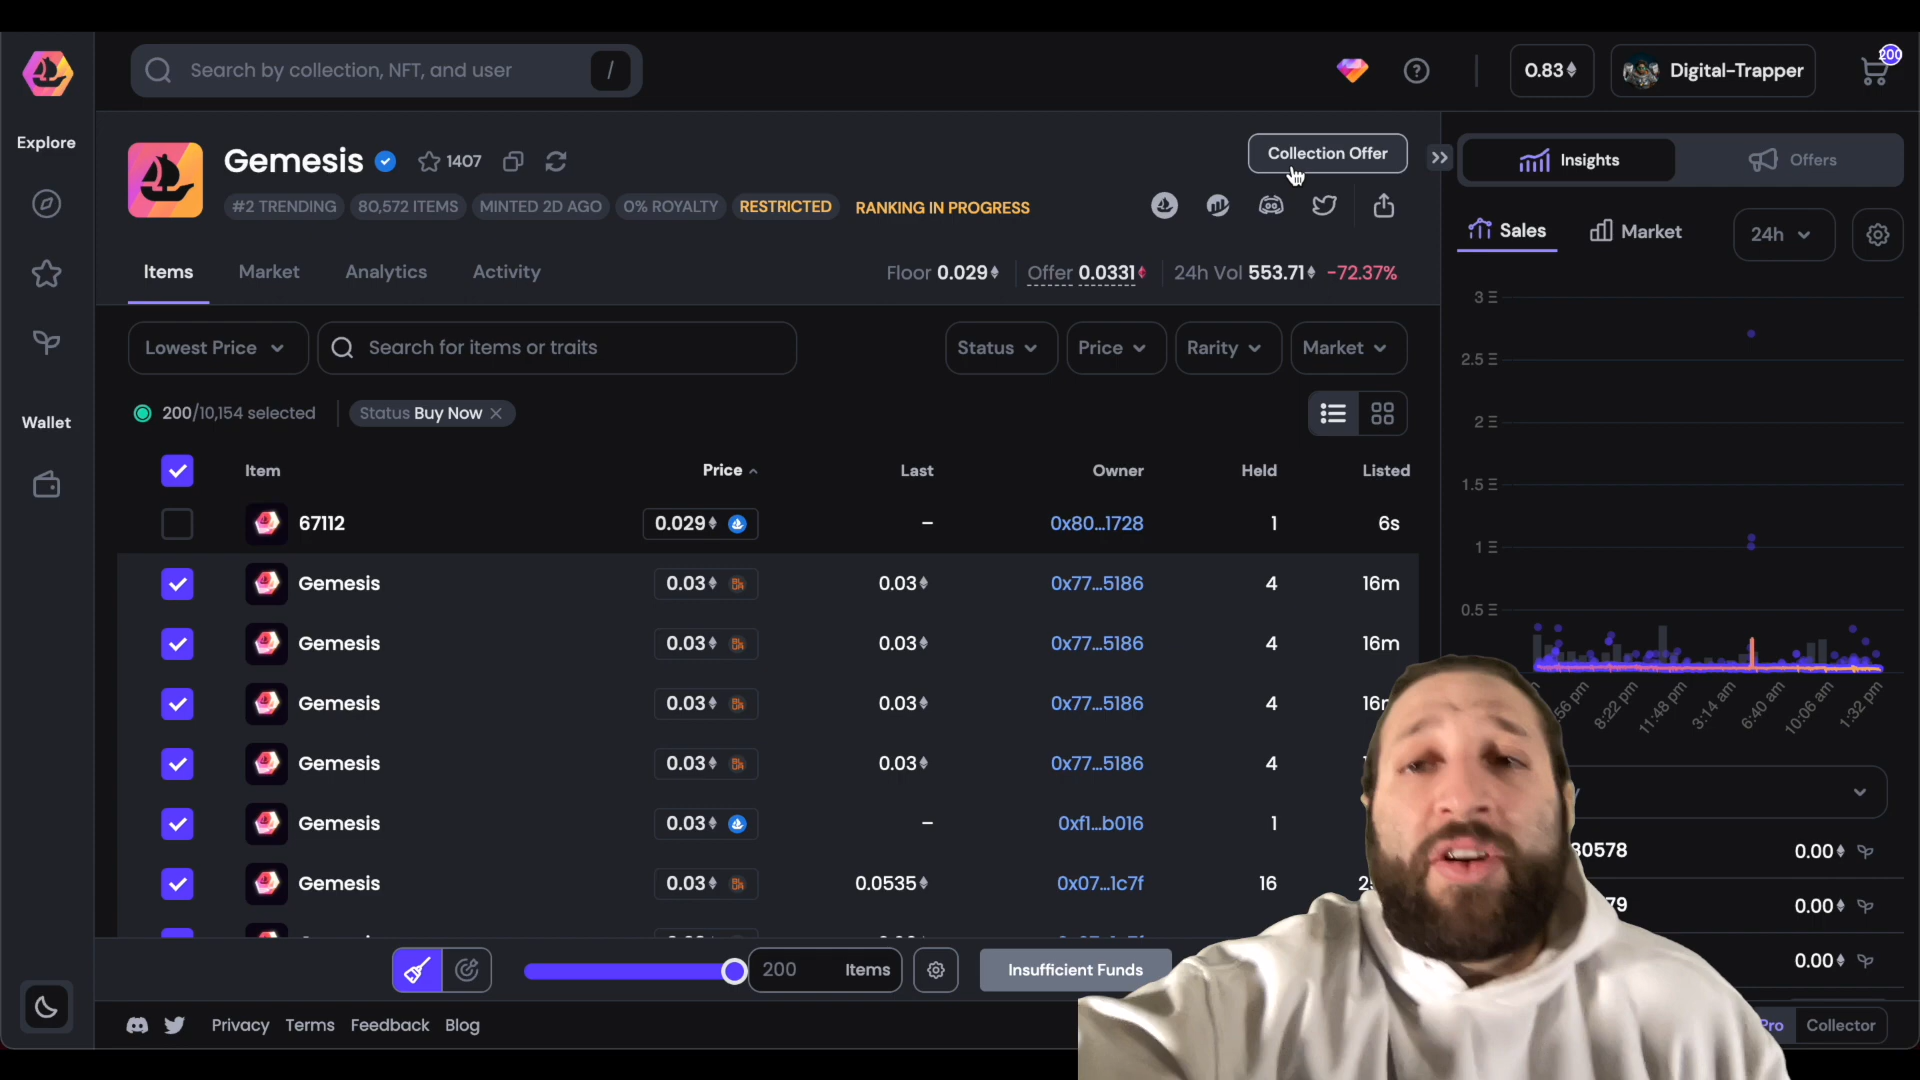 Search by collection, NFT, and user /
0.83
Digital-Trapper
200
Explore
Wallet
Gemesis 1407
#2 TRENDING 80,572 ITEMS MINTED 2D AGO 0% ROYALTY RESTRICTED RANKING IN PROGRESS
Collection Offer
Items Market Analytics Activity
Floor 0.029 Offer 0.0331 24h Vol 553.71 -72.37%
Lowest Price Search for items or traits Status Price Rarity Market
200/10,154 selected Status Buy Now
Item Price Last Owner Held Listed
67112 0.029 – 0x80...1728 1 6s
Gemesis 0.03 0.03 0x77...5186 4 16m
Gemesis 0.03 0.03 0x77...5186 4 16m
Gemesis 0.03 0.03 0x77...5186 4
Gemesis 0.03 0.03 0x77...5186 4
Gemesis 0.03 – 0xf1...b016 1
Gemesis 0.03 0.0535 0x07...1c7f 16
200 Items Insufficient Funds
Privacy Terms Feedback Blog
Insights Offers
Sales Market 24h
3
2.5
2
1.5
1
0.5
8:22 pm 11:48 pm 3:14 am 6:40 am 10:06 am 1:32 pm
0.00
0.00
0.00
Pro Collector